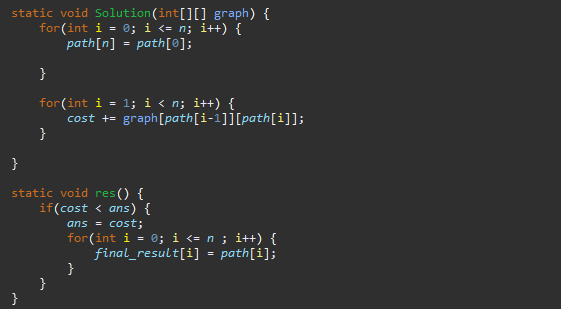 static void Solution(int[][] graph) {
for(int i = 0; i <= n; i++) {
path[n] = path[0];
}
for(int i = 1; i < n; i++) {
cost += graph[path[i-1]][path[i]];
}
}
static void res() {
if(cost < ans) {
ans = cost;
for(int i = 0; i <= n ; i++) {
final_result[i] = path[i];
}
}
}